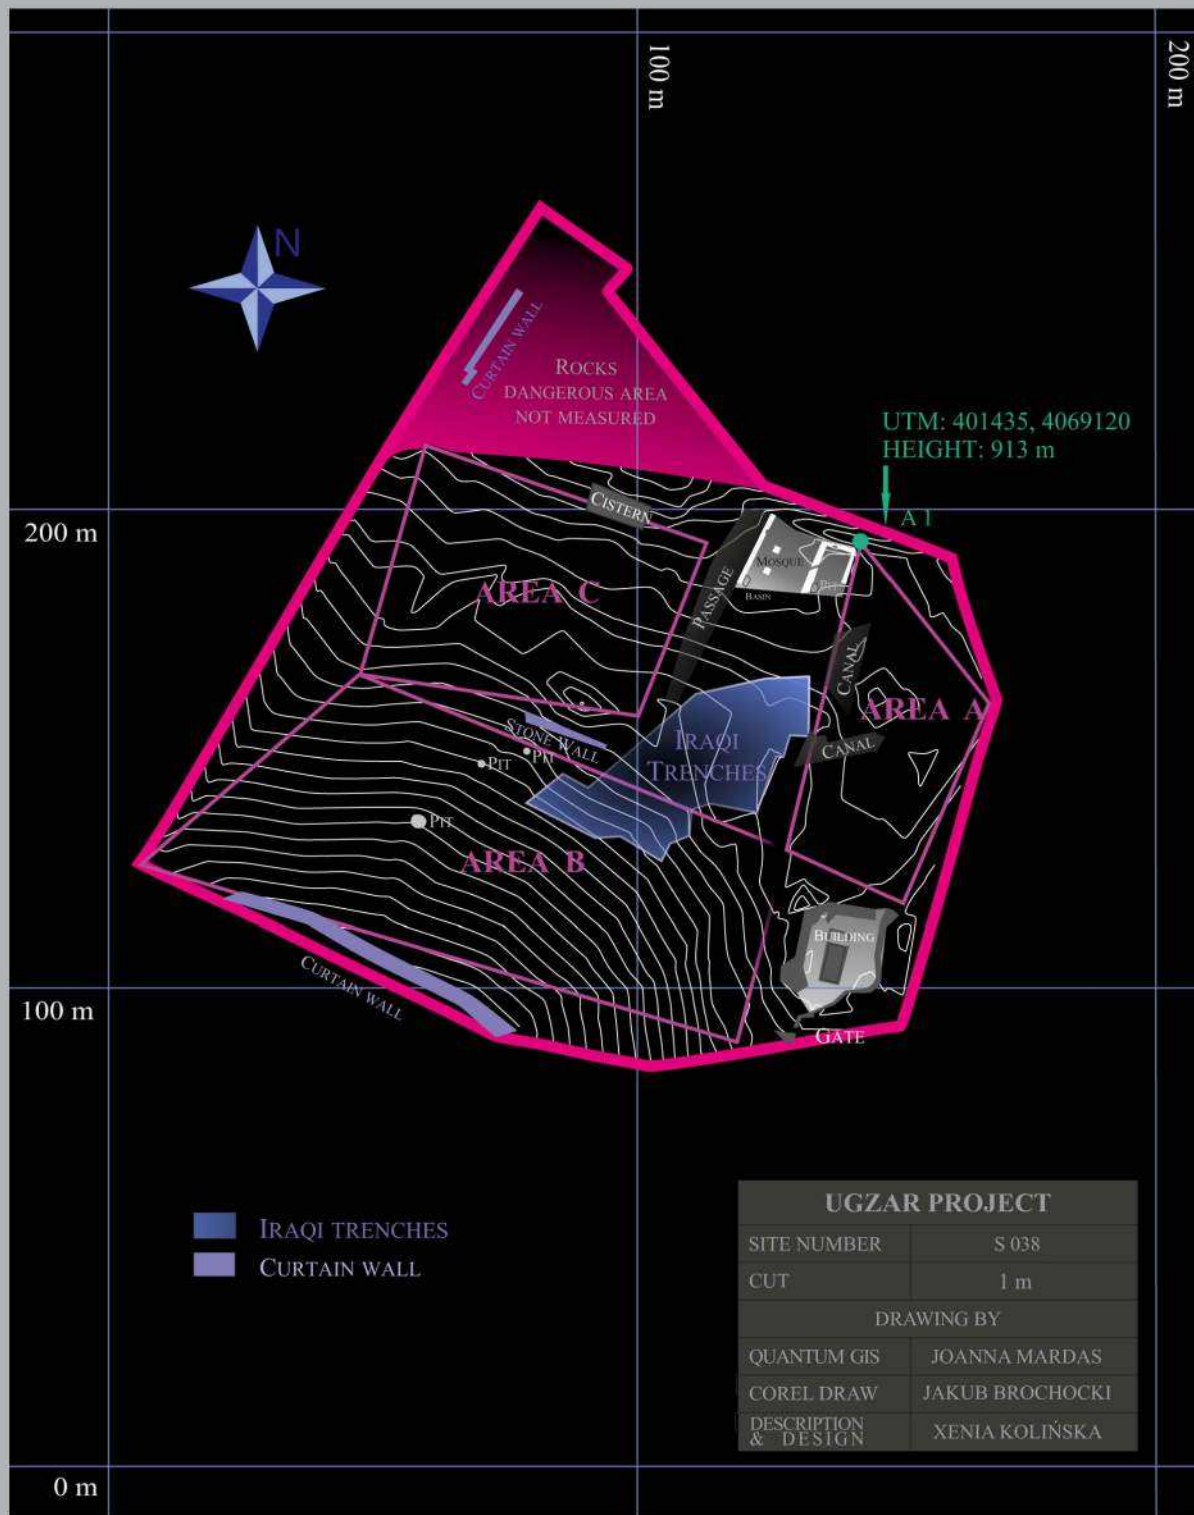 100 m
200 m
N
CURTAIN WALL
ROCKS
DANGEROUS AREA
NOT MEASURED
UTM: 401435, 4069120
HEIGHT: 913 m
A 1
200 m
CISTERN
MOSQUE
BASIN
PASSAGE
AREA C
CANAL
AREA A
STONE WALL
IRAQI
TRENCHES
CANAL
PIT
PIT
PIT
AREA B
BUILDING
CURTAIN WALL
100 m
GATE
IRAQI TRENCHES
CURTAIN WALL
UGZAR PROJECT
SITE NUMBER S 038
CUT 1 m
DRAWING BY
QUANTUM GIS JOANNA MARDAS
COREL DRAW JAKUB BROCHOCKI
DESCRIPTION
& DESIGN XENIA KOLIŃSKA
0 m